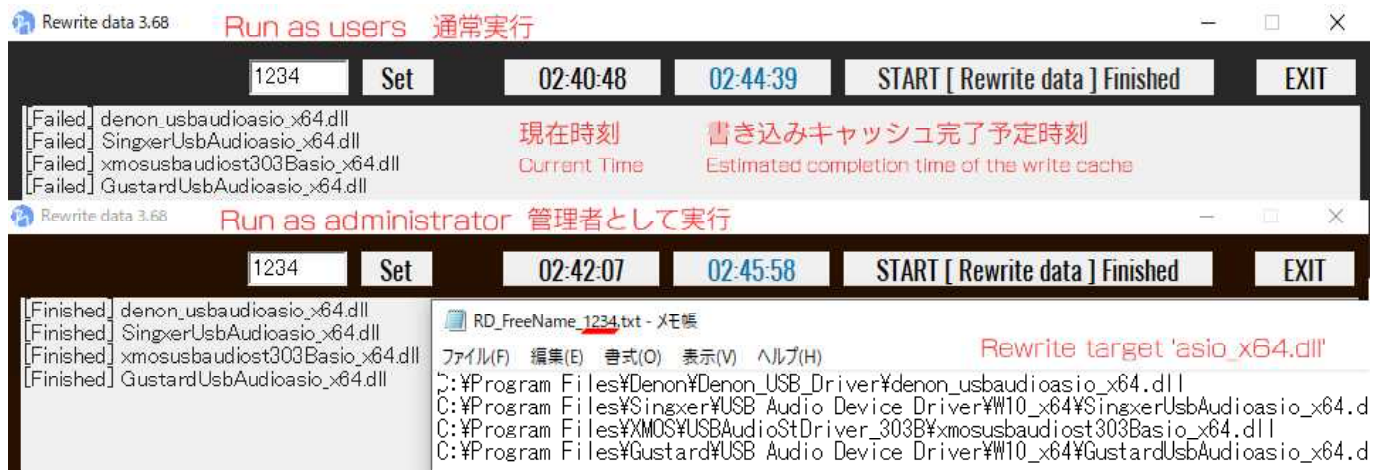 Rewrite data 3.68 Run as users 通常実行
1234 Set 02:40:48 02:44:39 START [ Rewrite data ] Finished EXIT
[Failed] denon_usbaudioasio_x64.dll
[Failed] SingxerUsbAudioasio_x64.dll
[Failed] xmosusbaudiost303Basio_x64.dll
[Failed] GustardUsbAudioasio_x64.dll
現在時刻 書き込みキャッシュ完了予定時刻
Current Time Estimated completion time of the write cache
Rewrite data 3.68 Run as administrator 管理者として実行
1234 Set 02:42:07 02:45:58 START [ Rewrite data ] Finished EXIT
[Finished] denon_usbaudioasio_x64.dll
[Finished] SingxerUsbAudioasio_x64.dll
[Finished] xmosusbaudiost303Basio_x64.dll
[Finished] GustardUsbAudioasio_x64.dll
RD_FreeName_1234.txt - メモ帳
ファイル(F) 編集(E) 書式(O) 表示(V) ヘルプ(H)
Rewrite target 'asio_x64.dll'
C:¥Program Files¥Denon¥Denon_USB_Driver¥denon_usbaudioasio_x64.dll
C:¥Program Files¥Singxer¥USB Audio Device Driver¥W10_x64¥SingxerUsbAudioasio_x64.d
C:¥Program Files¥XMOS¥USBAudioStDriver_303B¥xmosusbaudiost303Basio_x64.dll
C:¥Program Files¥Gustard¥USB Audio Device Driver¥W10_x64¥GustardUsbAudioasio_x64.d